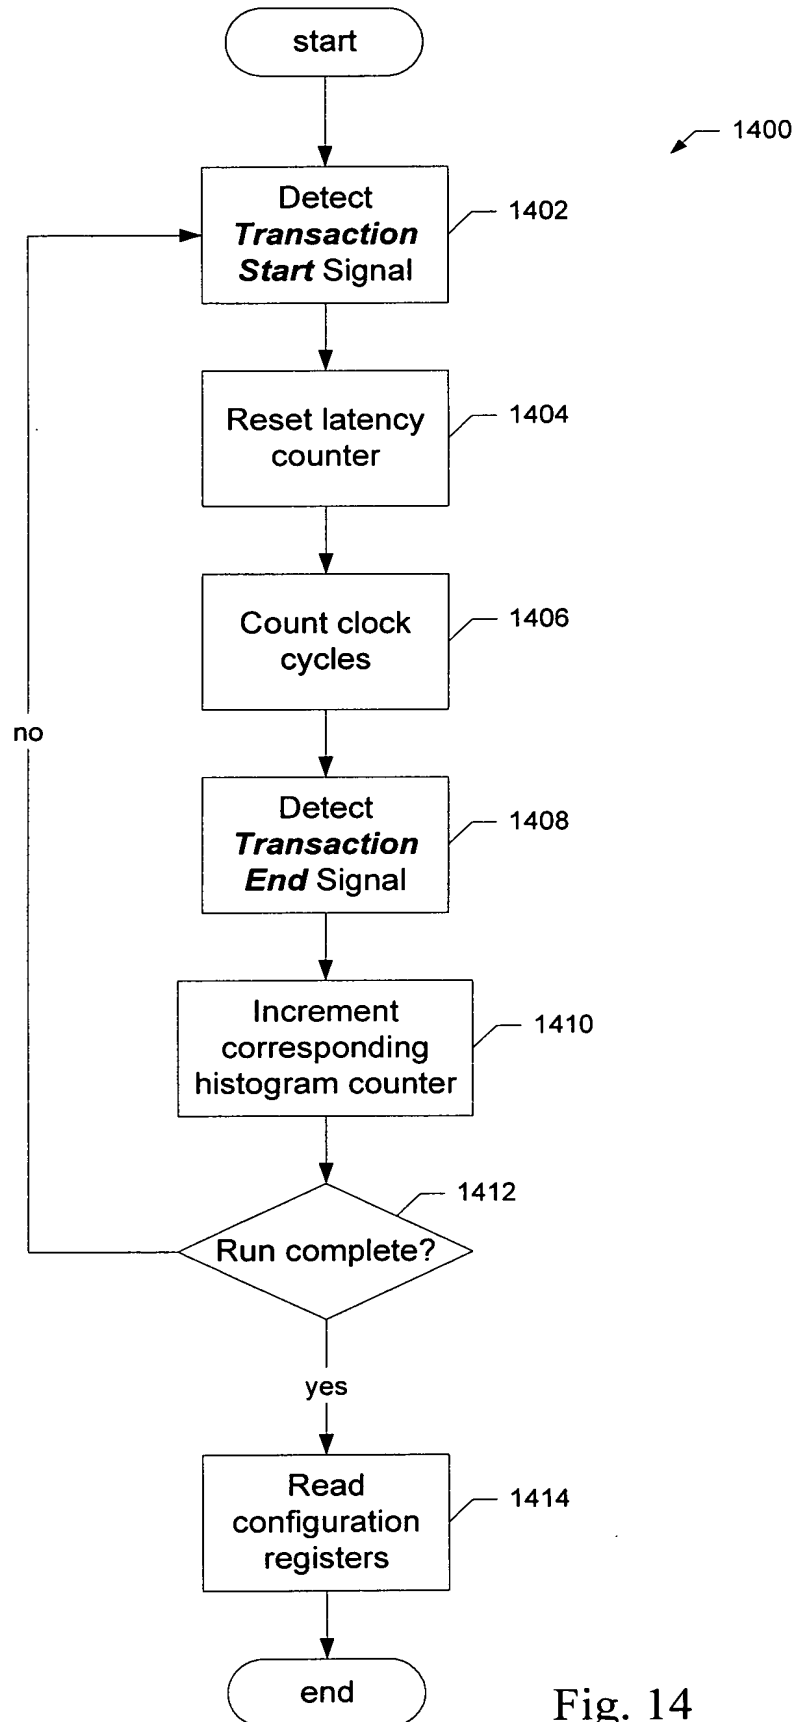 start
1400
Detect
Transaction
Start Signal
1402
Reset latency
counter
1404
Count clock
cycles
1406
no
Detect
Transaction
End Signal
1408
Increment
corresponding
histogram counter
1410
1412
Run complete?
yes
Read
configuration
registers
1414
end
Fig. 14